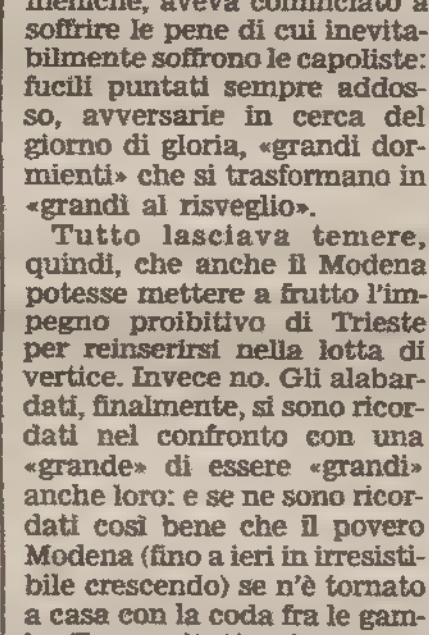 meniche, aveva cominciato a
soffrire le pene di cui inevita-
bilmente soffrono le capoliste:
fucili puntati sempre addos-
so, avversarie in cerca del
giorno di gloria, «grandi dor-
mienti» che si trasformano in
«grandi al risveglio».
Tutto lasciava temere,
quindi, che anche il Modena
potesse mettere a frutto l'im-
pegno proibitivo di Trieste
per reinserirsi nella lotta di
vertice. Invece no. Gli alabar-
dati, finalmente, si sono ricor-
dati nel confronto con una
«grande» di essere «grandi»
anche loro: e se ne sono ricor-
dati così bene che il povero
Modena (fino a ieri in irresisti-
bile crescendo) se n'è tornato
a casa con la coda fra le gam-